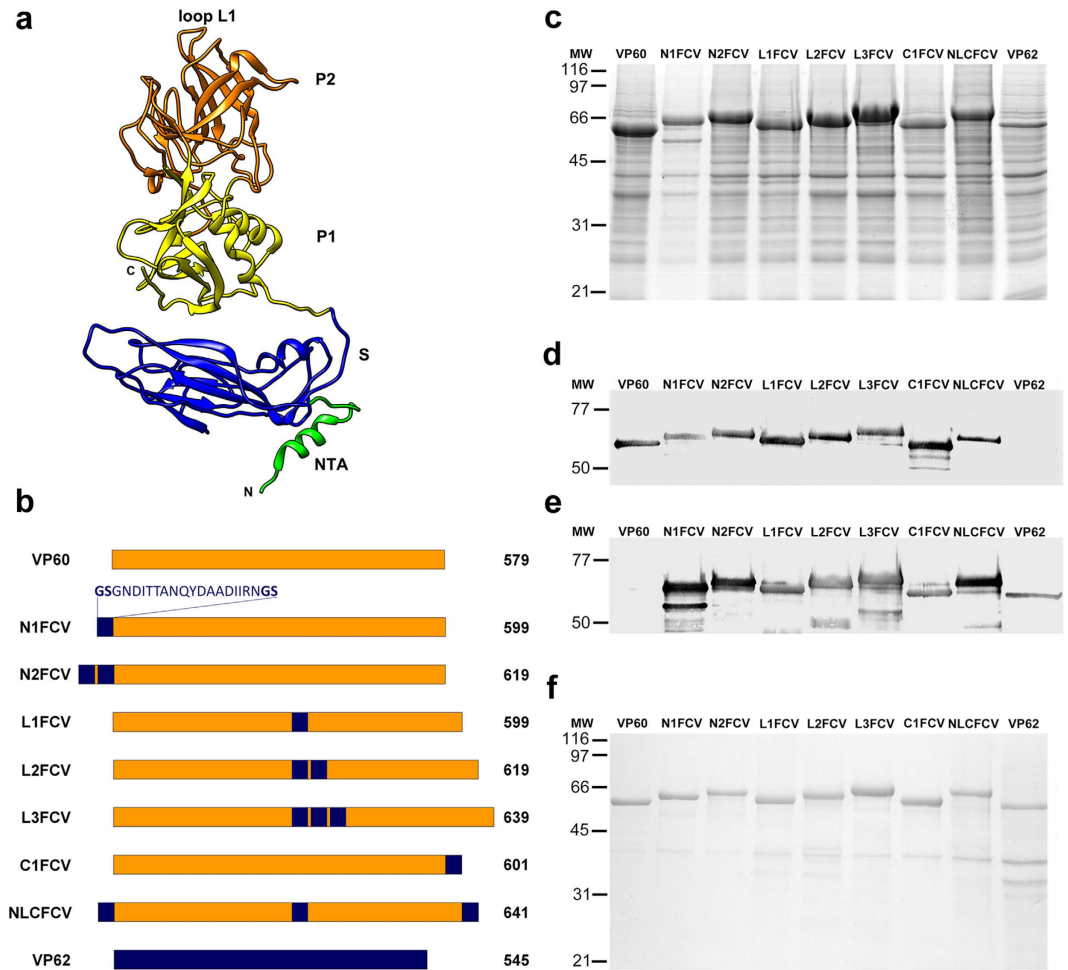 a
loop L1
P2
P1
C
S
NTA
N
b
VP60 579
GSGNDITTANQYDAADIIRNGS
N1FCV 599
N2FCV 619
L1FCV 599
L2FCV 619
L3FCV 639
C1FCV 601
NLCFCV 641
VP62 545
c
MW VP60 N1FCV N2FCV L1FCV L2FCV L3FCV C1FCV NLCFCV VP62
116
97
66
45
31
21
d
MW VP60 N1FCV N2FCV L1FCV L2FCV L3FCV C1FCV NLCFCV VP62
77
50
e
MW VP60 N1FCV N2FCV L1FCV L2FCV L3FCV C1FCV NLCFCV VP62
77
50
f
MW VP60 N1FCV N2FCV L1FCV L2FCV L3FCV C1FCV NLCFCV VP62
116
97
66
45
31
21